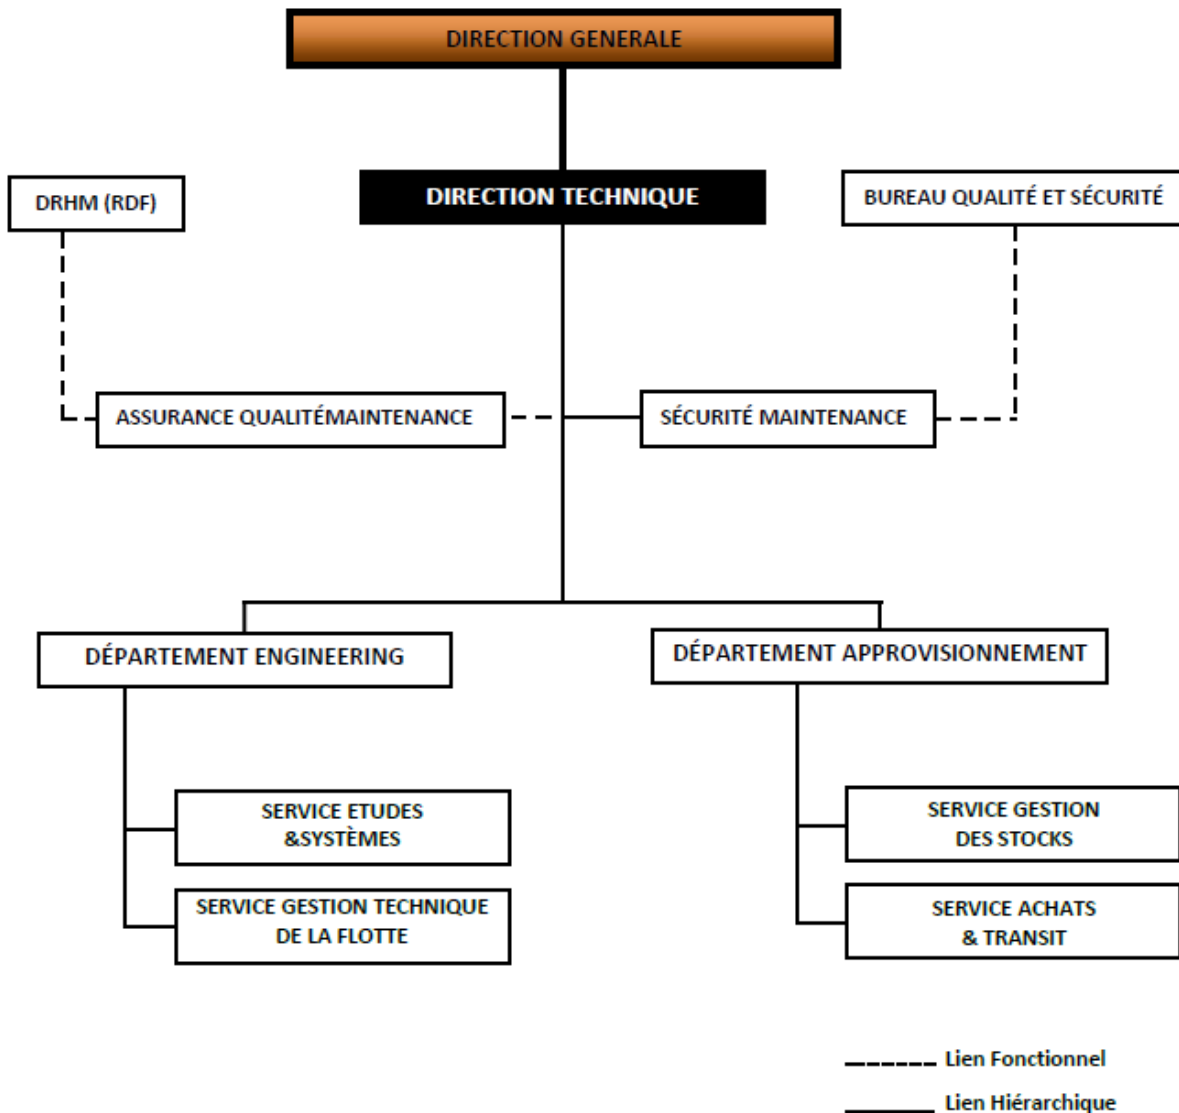 DIRECTION GENERALE
DRHM (RDF)
DIRECTION TECHNIQUE
BUREAU QUALITÉ ET SÉCURITÉ
ASSURANCE QUALITÉMAINTENANCE
SÉCURITÉ MAINTENANCE
DÉPARTEMENT ENGINEERING
DÉPARTEMENT APPROVISIONNEMENT
SERVICE ETUDES
&SYSTÈMES
SERVICE GESTION TECHNIQUE
DE LA FLOTTE
SERVICE GESTION
DES STOCKS
SERVICE ACHATS
& TRANSIT
Lien Fonctionnel
Lien Hiérarchique